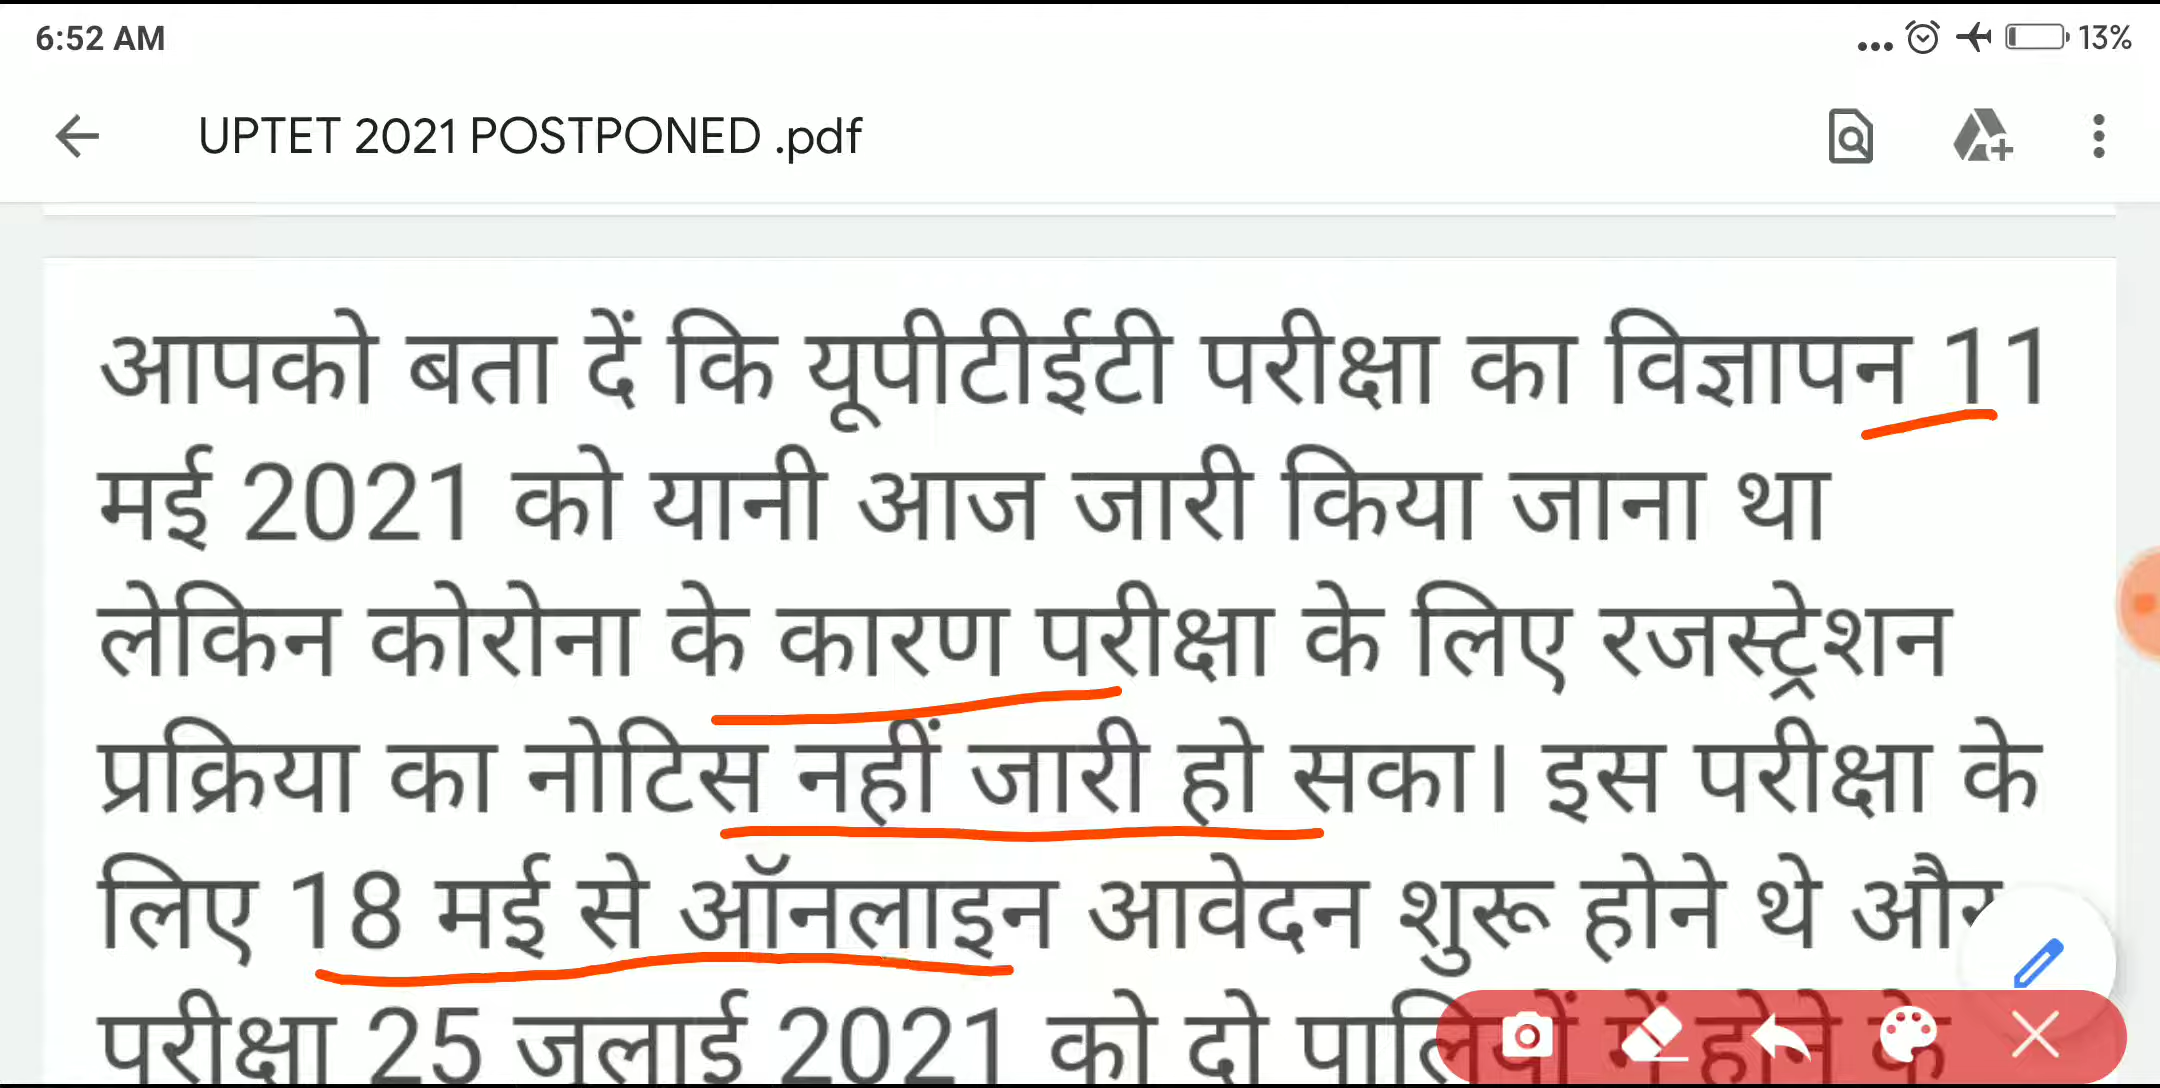 6:52 AM
13%
UPTET 2021 POSTPONED .pdf
आपको बता दें कि यूपीटीईटी परीक्षा का विज्ञापन 11
मई 2021 को यानी आज जारी किया जाना था
लेकिन कोरोना के कारण परीक्षा के लिए रजस्ट्रेशन
प्रक्रिया का नोटिस नहीं जारी हो सका। इस परीक्षा के
लिए 18 मई से ऑनलाइन आवेदन शुरू होने थे और
परीक्षा 25 जुलाई 2021 को दो पालियों में होने के